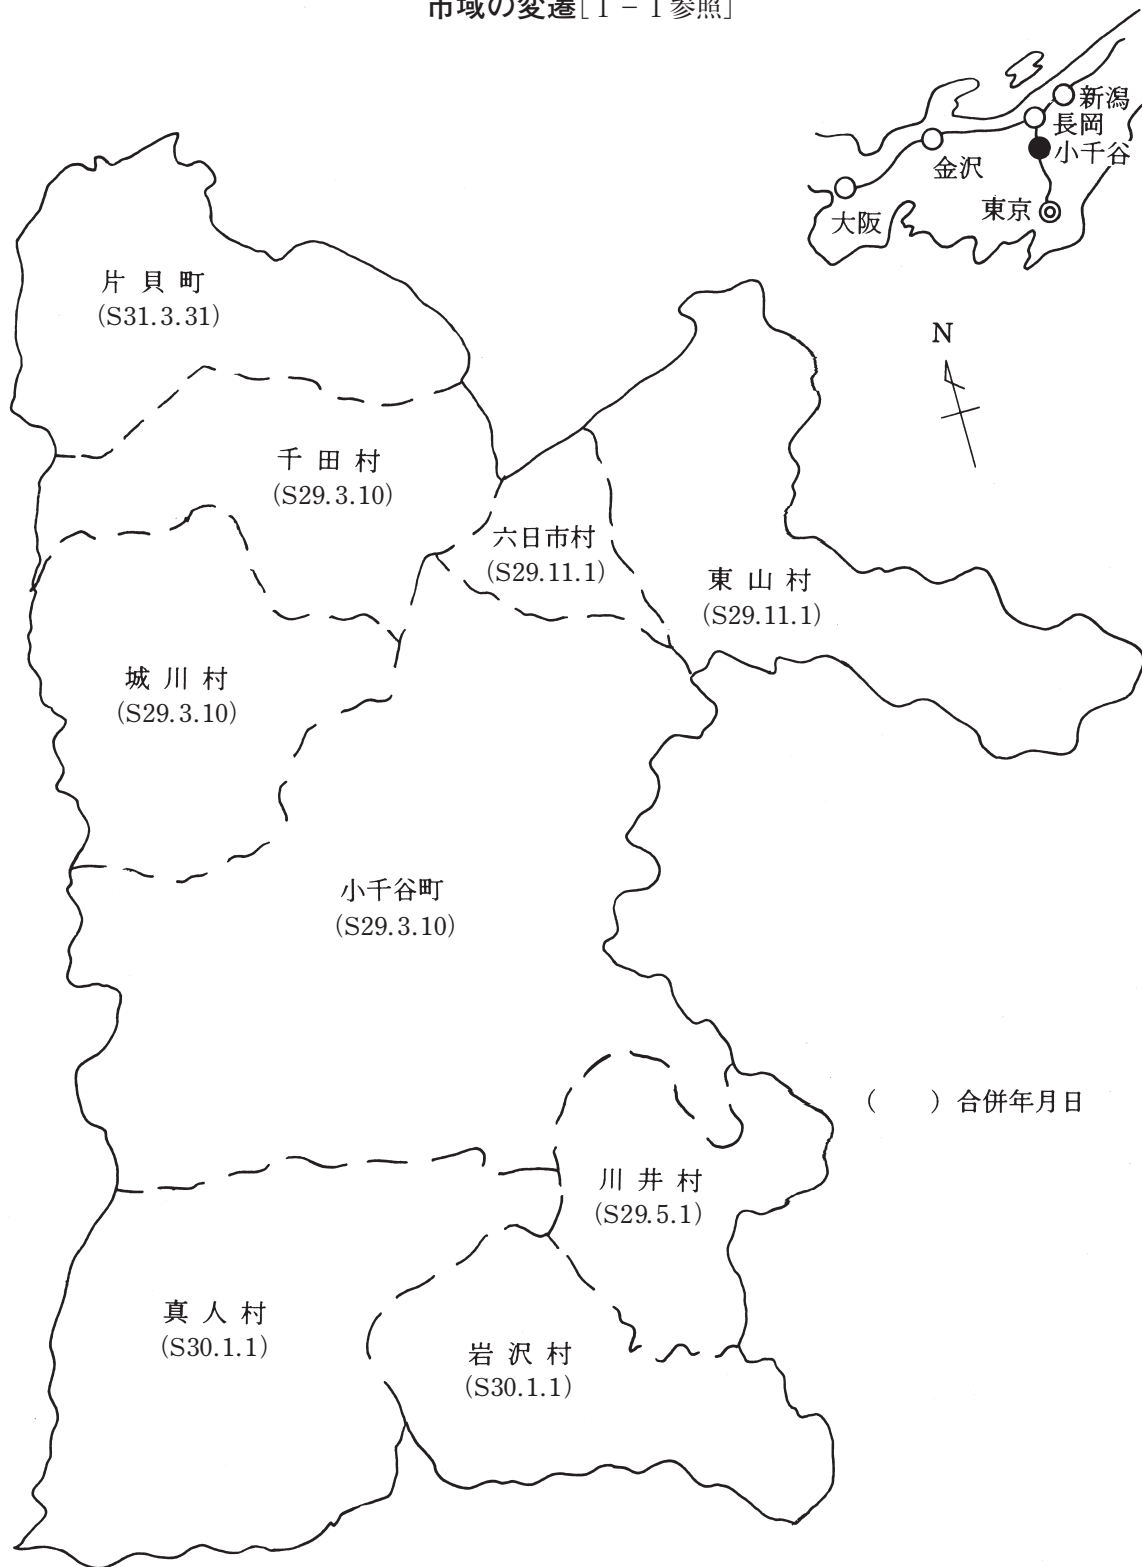 市域の変遷[1－1参照]
新潟
長岡
小千谷
金沢
東京
大阪
片貝町
(S31.3.31)
N
千田村
(S29.3.10)
六日市村
(S29.11.1)
東山村
(S29.11.1)
城川村
(S29.3.10)
小千谷町
(S29.3.10)
(　　)合併年月日
川井村
(S29.5.1)
真人村
(S30.1.1)
岩沢村
(S30.1.1)